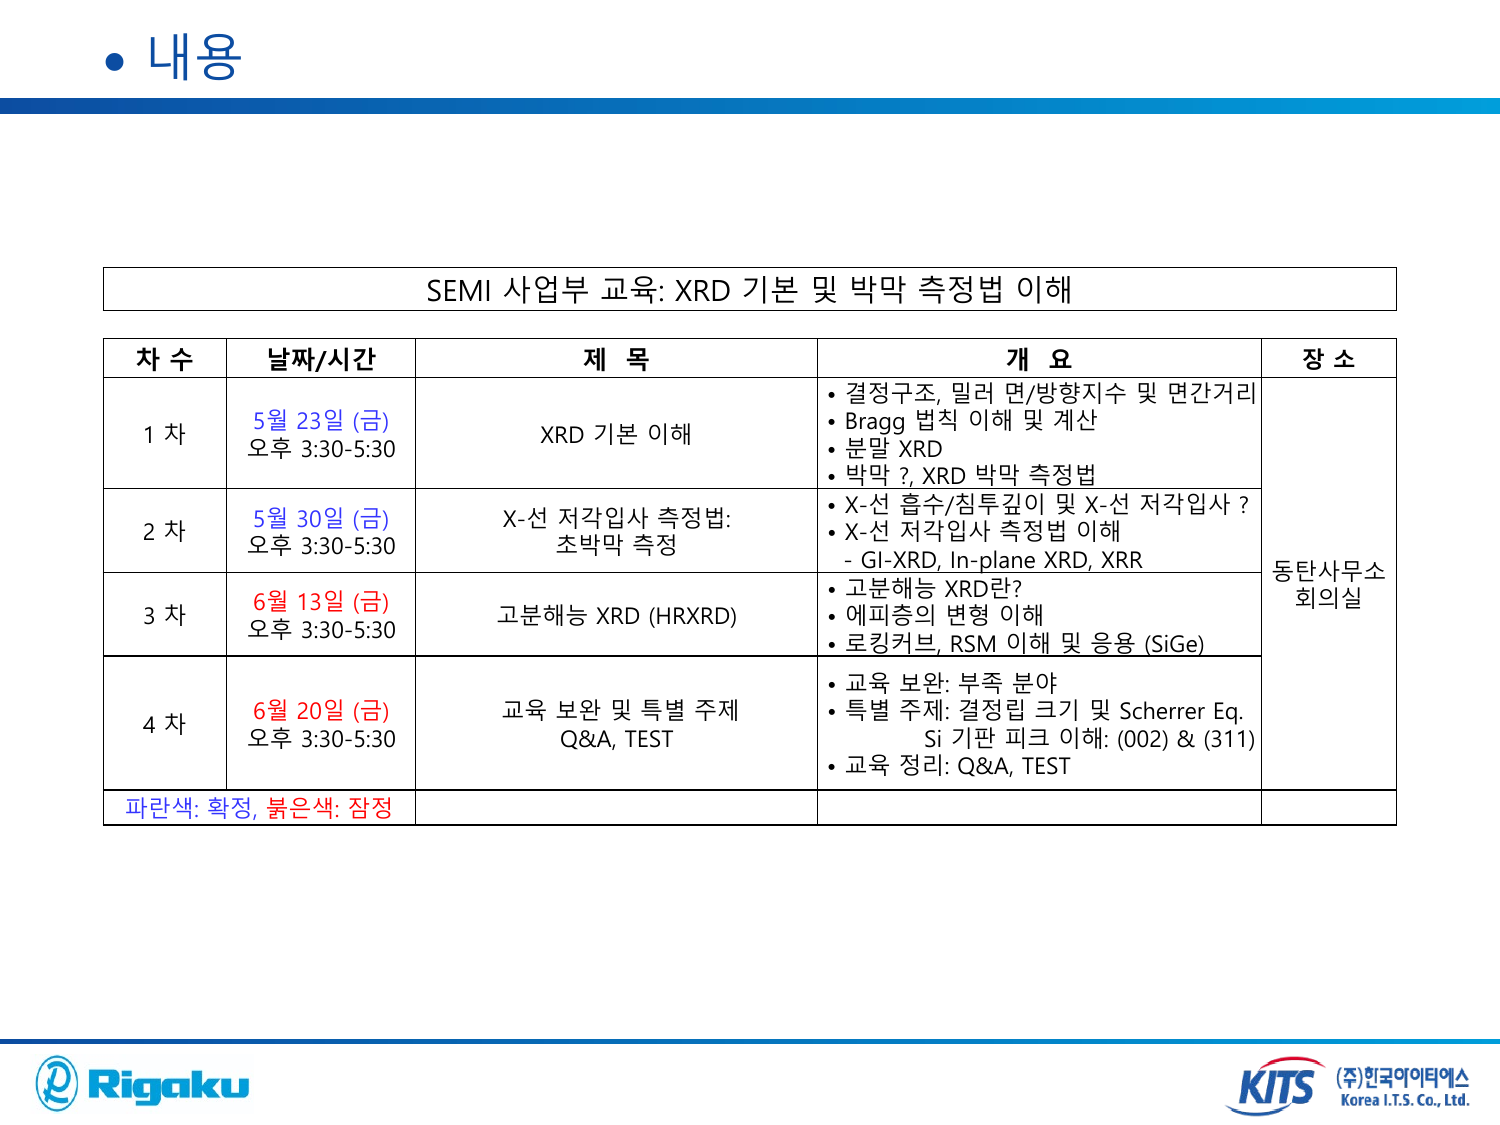 • 내용
SEMI 사업부 교육: XRD 기본 및 박막 측정법 이해
차 수 날짜/시간 제 목 개 요 장 소
1 차
5월 23일 (금)
오후 3:30-5:30
XRD 기본 이해
• 결정구조, 밀러 면/방향지수 및 면간거리
• Bragg 법칙 이해 및 계산
• 분말 XRD
• 박막 ?, XRD 박막 측정법
2 차
5월 30일 (금)
오후 3:30-5:30
X-선 저각입사 측정법:
초박막 측정
• X-선 흡수/침투깊이 및 X-선 저각입사 ?
• X-선 저각입사 측정법 이해
- GI-XRD, In-plane XRD, XRR
동탄사무소
회의실
3 차
6월 13일 (금)
오후 3:30-5:30
고분해능 XRD (HRXRD)
• 고분해능 XRD란?
• 에피층의 변형 이해
• 로킹커브, RSM 이해 및 응용 (SiGe)
4 차
6월 20일 (금)
오후 3:30-5:30
교육 보완 및 특별 주제
Q&A, TEST
• 교육 보완: 부족 분야
• 특별 주제: 결정립 크기 및 Scherrer Eq.
Si 기판 피크 이해: (002) & (311)
• 교육 정리: Q&A, TEST
파란색: 확정, 붉은색: 잠정
Rigaku
KITS
(주)한국아이티에스
Korea I.T.S. Co., Ltd.